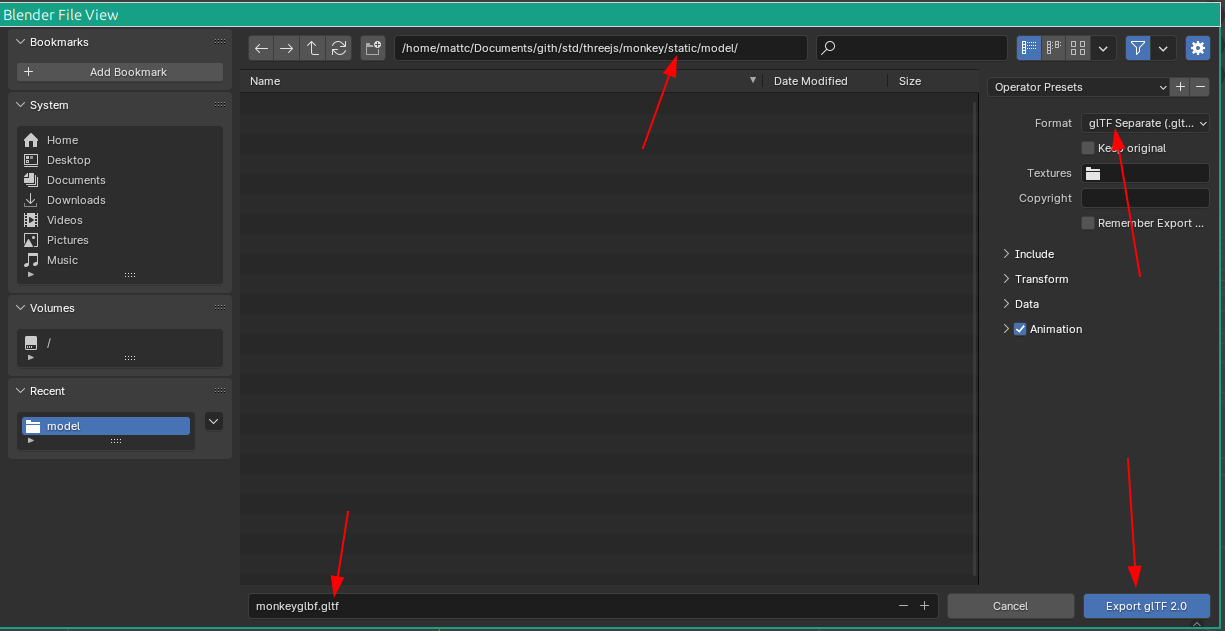 Blender File View
Bookmarks
Add Bookmark
System
Home
Desktop
Documents
Downloads
Videos
Pictures
Music
Volumes
/
Recent
model
/home/mattc/Documents/gith/std/threejs/monkey/static/model/
Name Date Modified Size
monkeyglbf.gltf
Operator Presets
Format glTF Separate (.glt...
Keep original
Textures
Copyright
Remember Export ...
Include
Transform
Data
Animation
Cancel Export glTF 2.0